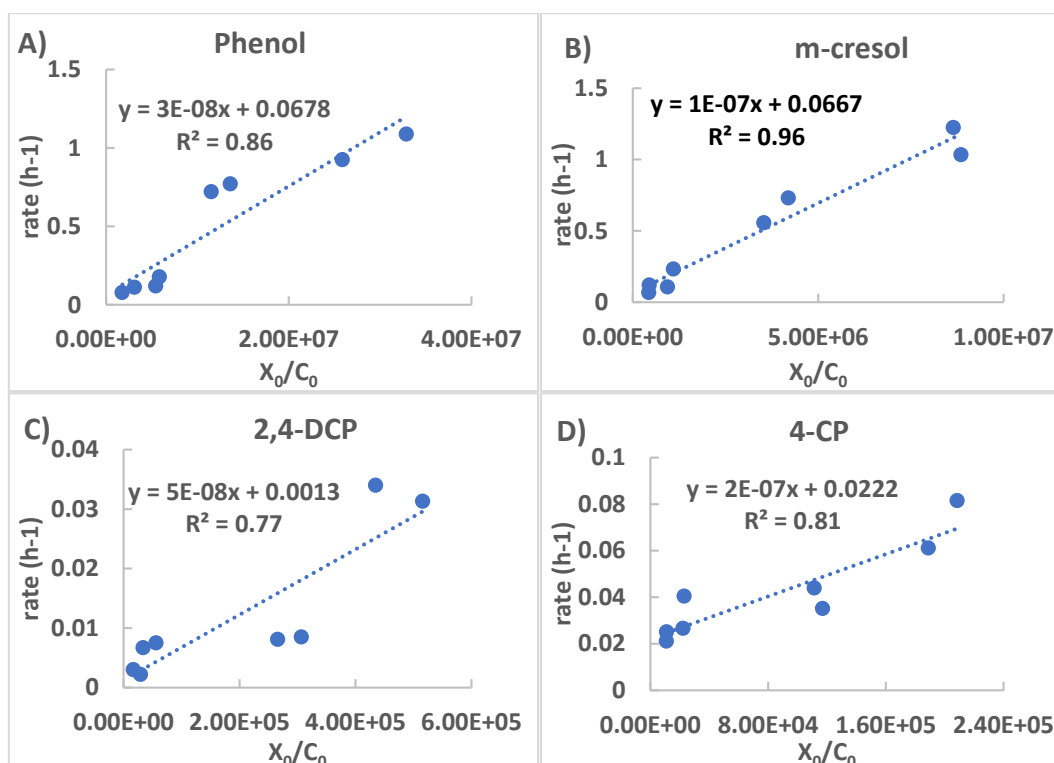 A)
Phenol
y = 3E-08x + 0.0678
R² = 0.86
rate (h-1)
1.5
1
0.5
0
0.00E+00 2.00E+07 4.00E+07
X₀/C₀
B)
m-cresol
y = 1E-07x + 0.0667
R² = 0.96
rate (h-1)
1.5
1
0.5
0
0.00E+00 5.00E+06 1.00E+07
X₀/C₀
C)
2,4-DCP
y = 5E-08x + 0.0013
R² = 0.77
rate (h-1)
0.04
0.03
0.02
0.01
0
0.00E+00 2.00E+05 4.00E+05 6.00E+05
X₀/C₀
D)
4-CP
y = 2E-07x + 0.0222
R² = 0.81
rate (h-1)
0.1
0.08
0.06
0.04
0.02
0
0.00E+00 8.00E+04 1.60E+05 2.40E+05
X₀/C₀